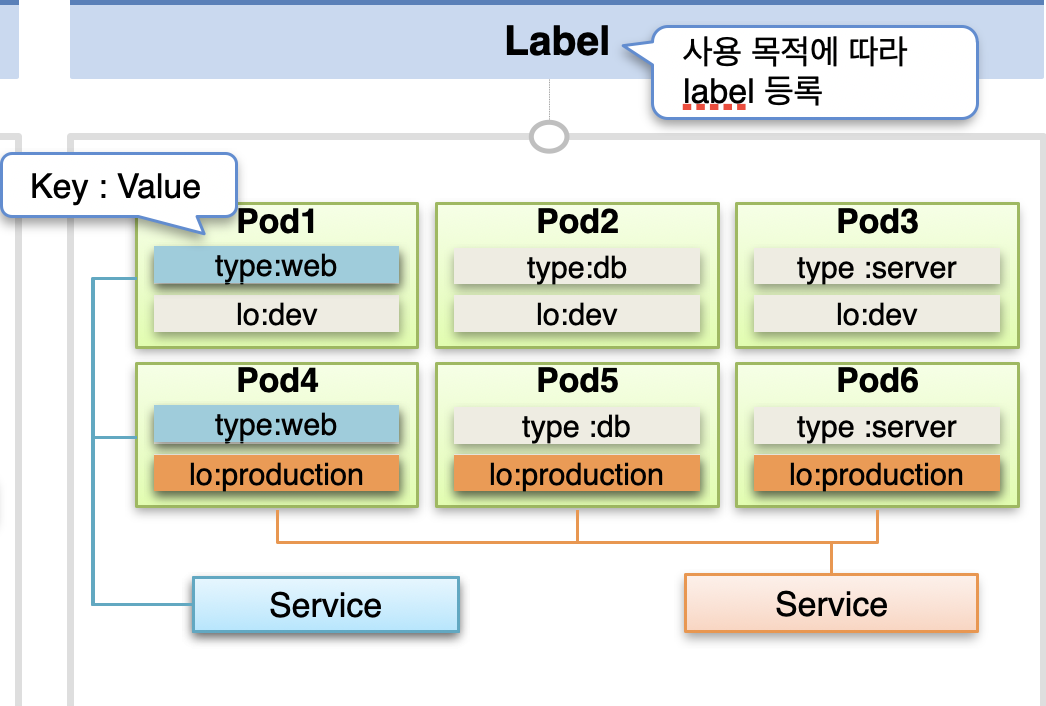 Label
사용 목적에 따라
label 등록
Key : Value
Pod1
type:web
lo:dev
Pod2
type:db
lo:dev
Pod3
type :server
lo:dev
Pod4
type:web
lo:production
Pod5
type :db
lo:production
Pod6
type :server
lo:production
Service
Service